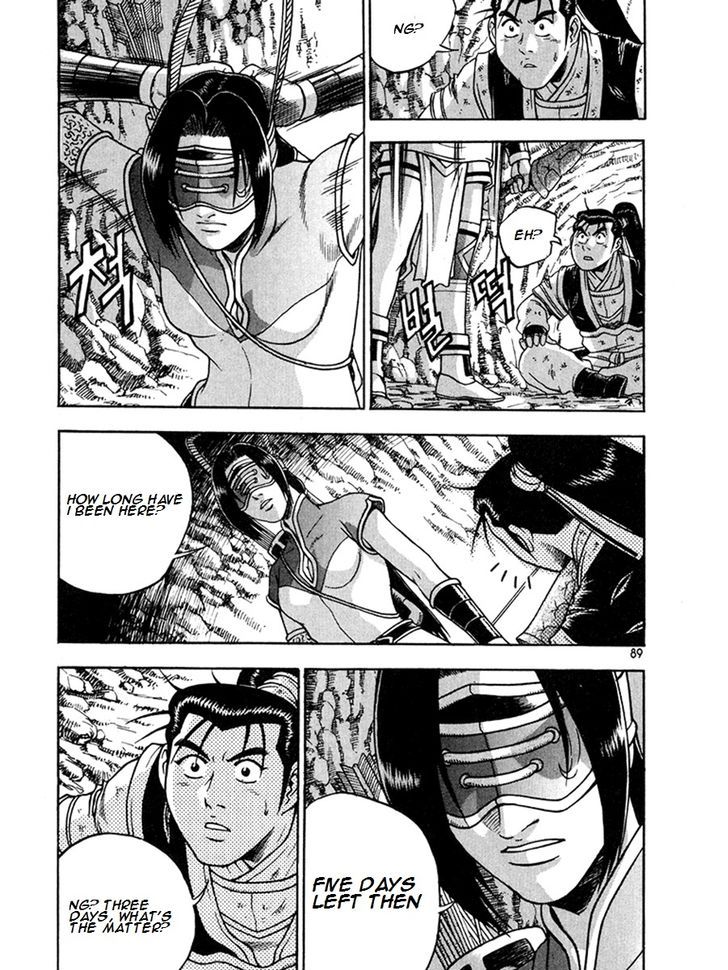 척
NG?
EH?
벌떡
HOW LONG HAVE
I BEEN HERE?
89
NG? THREE
DAYS, WHAT'S
THE MATTER?
FIVE DAYS
LEFT THEN